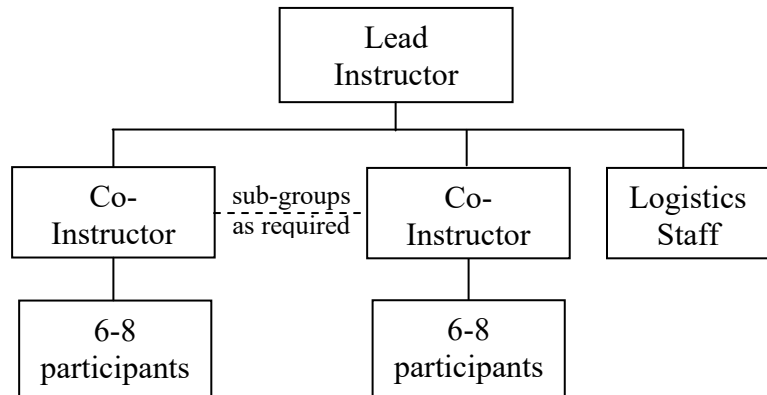 Lead
Instructor
Co-
Instructor
sub-groups
as required
Co-
Instructor
Logistics
Staff
6-8
participants
6-8
participants